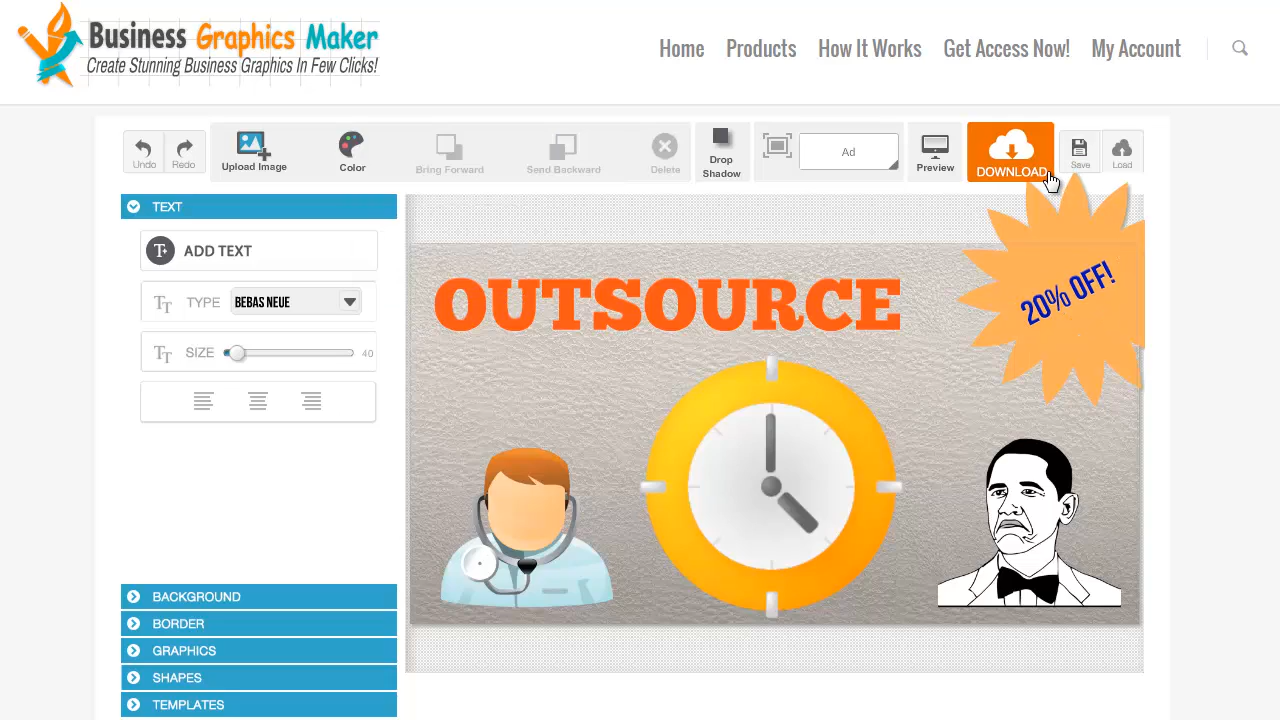 Business Graphics Maker
Create Stunning Business Graphics In Few Clicks!
Home Products How It Works Get Access Now! My Account
Undo Redo Upload Image Color Bring Forward Send Backward Delete Drop Shadow Ad Preview DOWNLOAD Save Load
TEXT
ADD TEXT
TYPE BEBAS NEUE
SIZE 40
OUTSOURCE
20% OFF!
BACKGROUND
BORDER
GRAPHICS
SHAPES
TEMPLATES